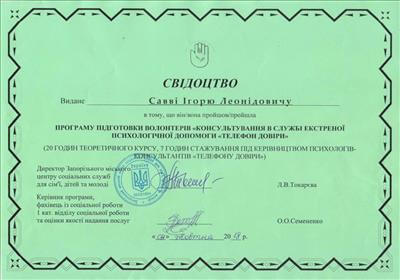 СВІДОЦТВО
Видане Савві Ігорю Леонідовичу
в тому, що він/вона пройшов/пройшла
ПРОГРАМУ ПІДГОТОВКИ ВОЛОНТЕРІВ «КОНСУЛЬТУВАННЯ В СЛУЖБІ ЕКСТРЕНОЇ
ПСИХОЛОГІЧНОЇ ДОПОМОГИ «ТЕЛЕФОН ДОВІРИ»
(20 ГОДИН ТЕОРЕТИЧНОГО КУРСУ, 7 ГОДИН СТАЖУВАННЯ ПІД КЕРІВНИЦТВОМ ПСИХОЛОГІВ-
КОНСУЛЬТАНТІВ «ТЕЛЕФОНУ ДОВІРИ»)
Директор Запорізького міського
центру соціальних служб
для сім'ї, дітей та молоді Л.В.Токарєва
Керівник програми,
фахівець із соціальної роботи
1 кат. відділу соціальної роботи
та оцінки якості надання послуг О.О.Семененко
жовтня 20